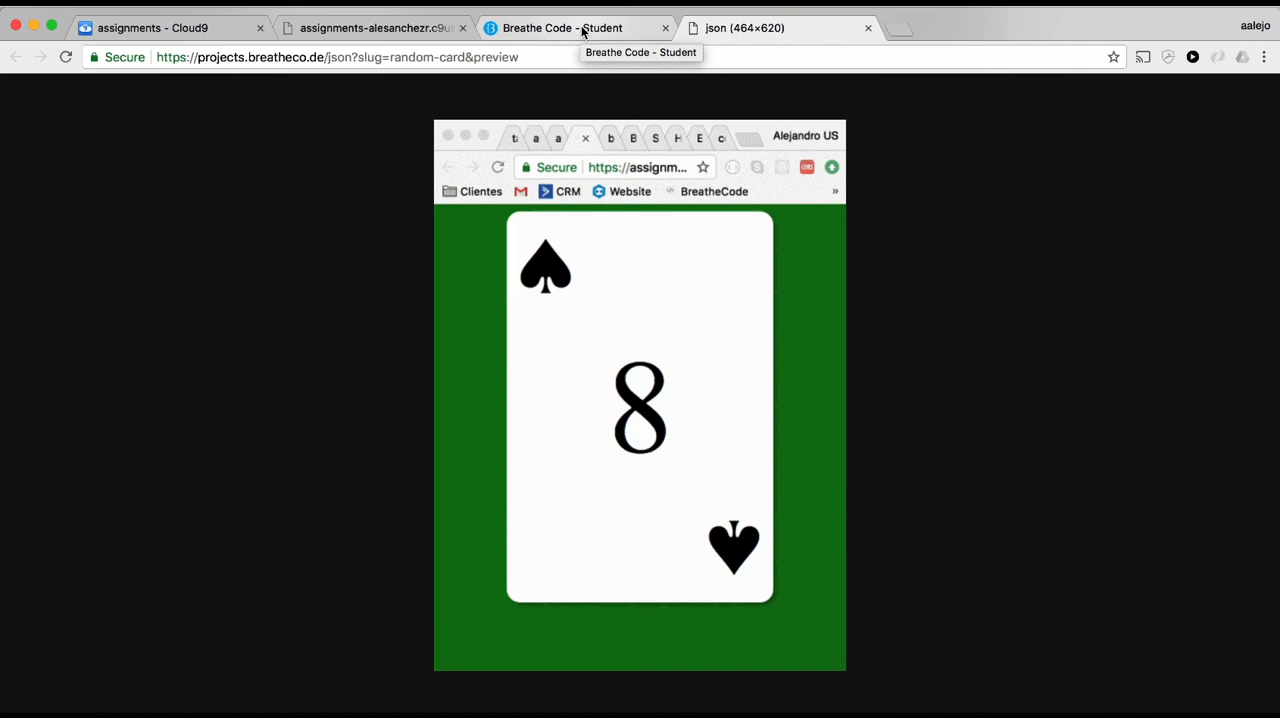 assignments - Cloud9
assignments-alesanchezr.c9us
Breathe Code - Student
json (464×620)
aalejo
Secure
https://projects.breatheco.de/json?slug=random-card&preview
Breathe Code - Student
Alejandro US
Secure
https://assignm...
Clientes
CRM
Website
BreatheCode
8